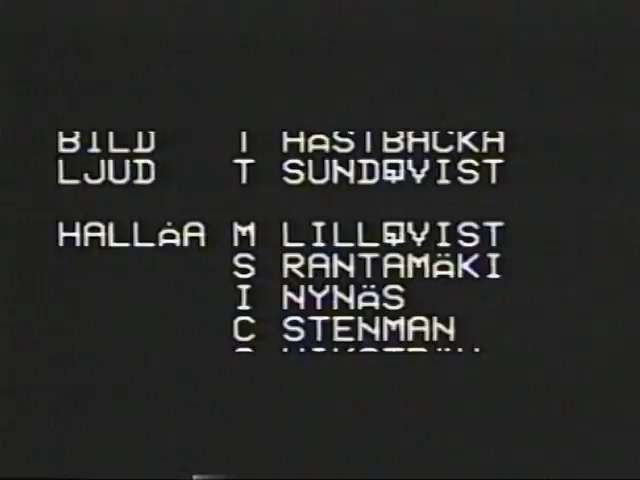 BILD T HÄSTBACKA
LJUD T SUNDQVIST
HALLÅA M LILLQVIST
S RANTAMÄKI
I NYNÄS
C STENMAN